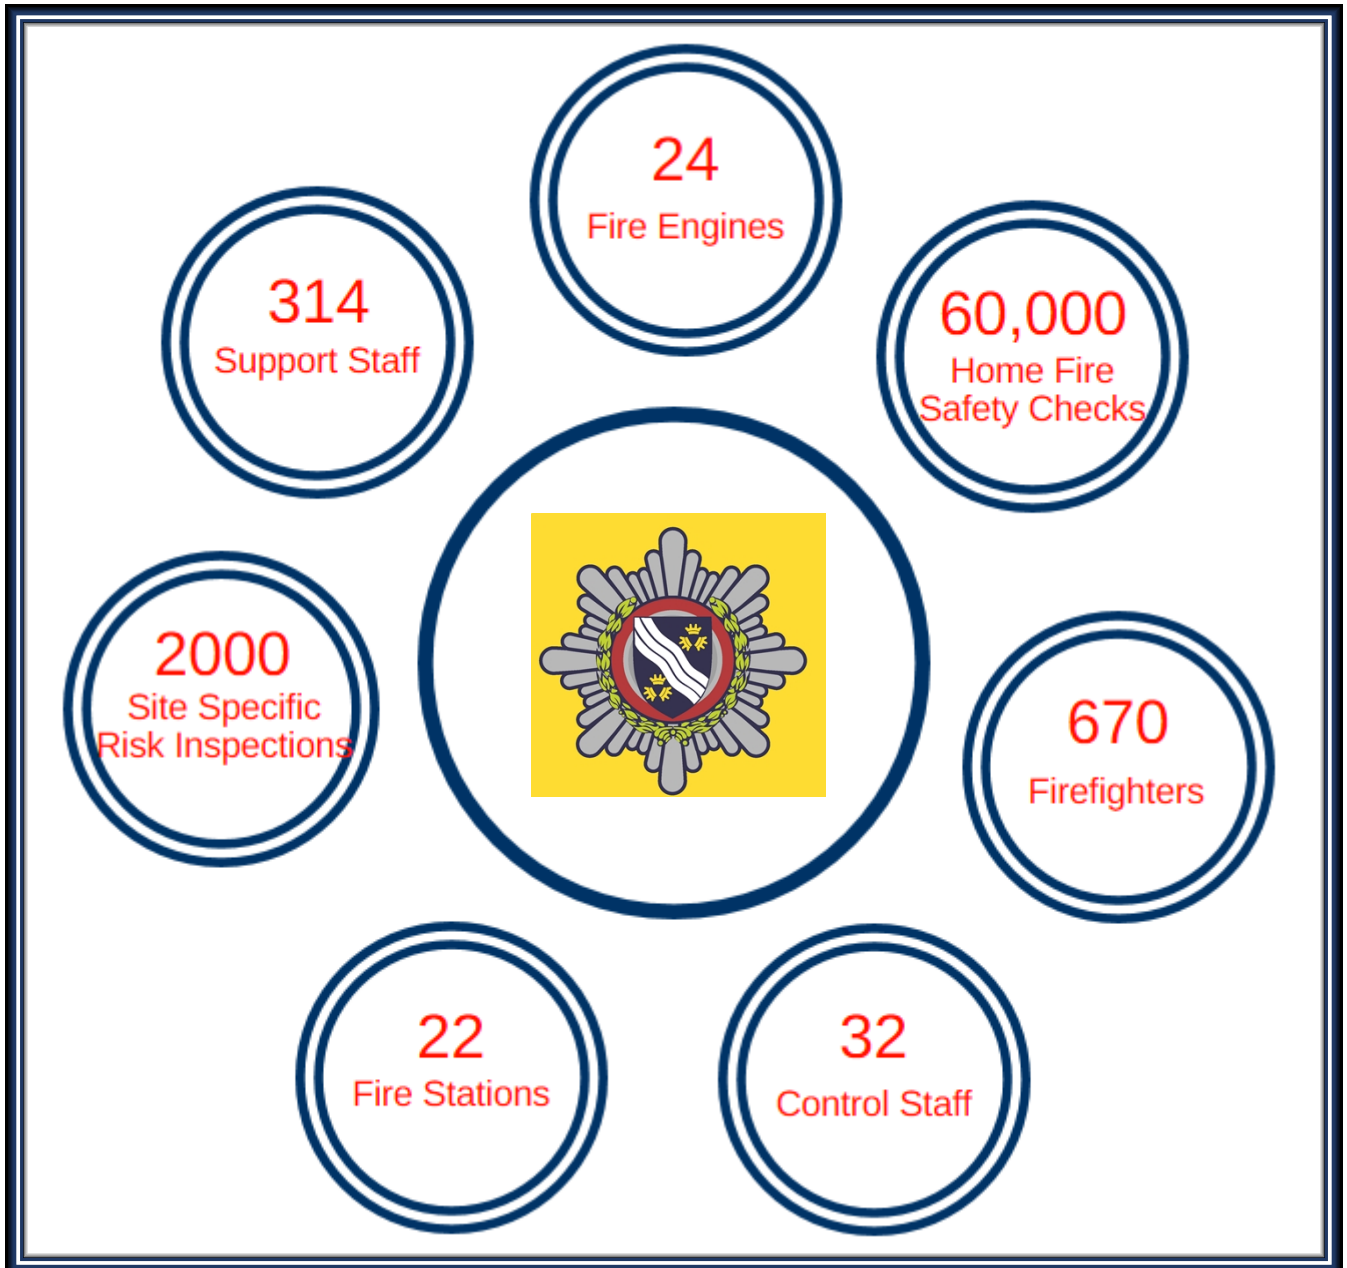 24
Fire Engines
314
Support Staff
60,000
Home Fire
Safety Checks
2000
Site Specific
Risk Inspections
670
Firefighters
22
Fire Stations
32
Control Staff